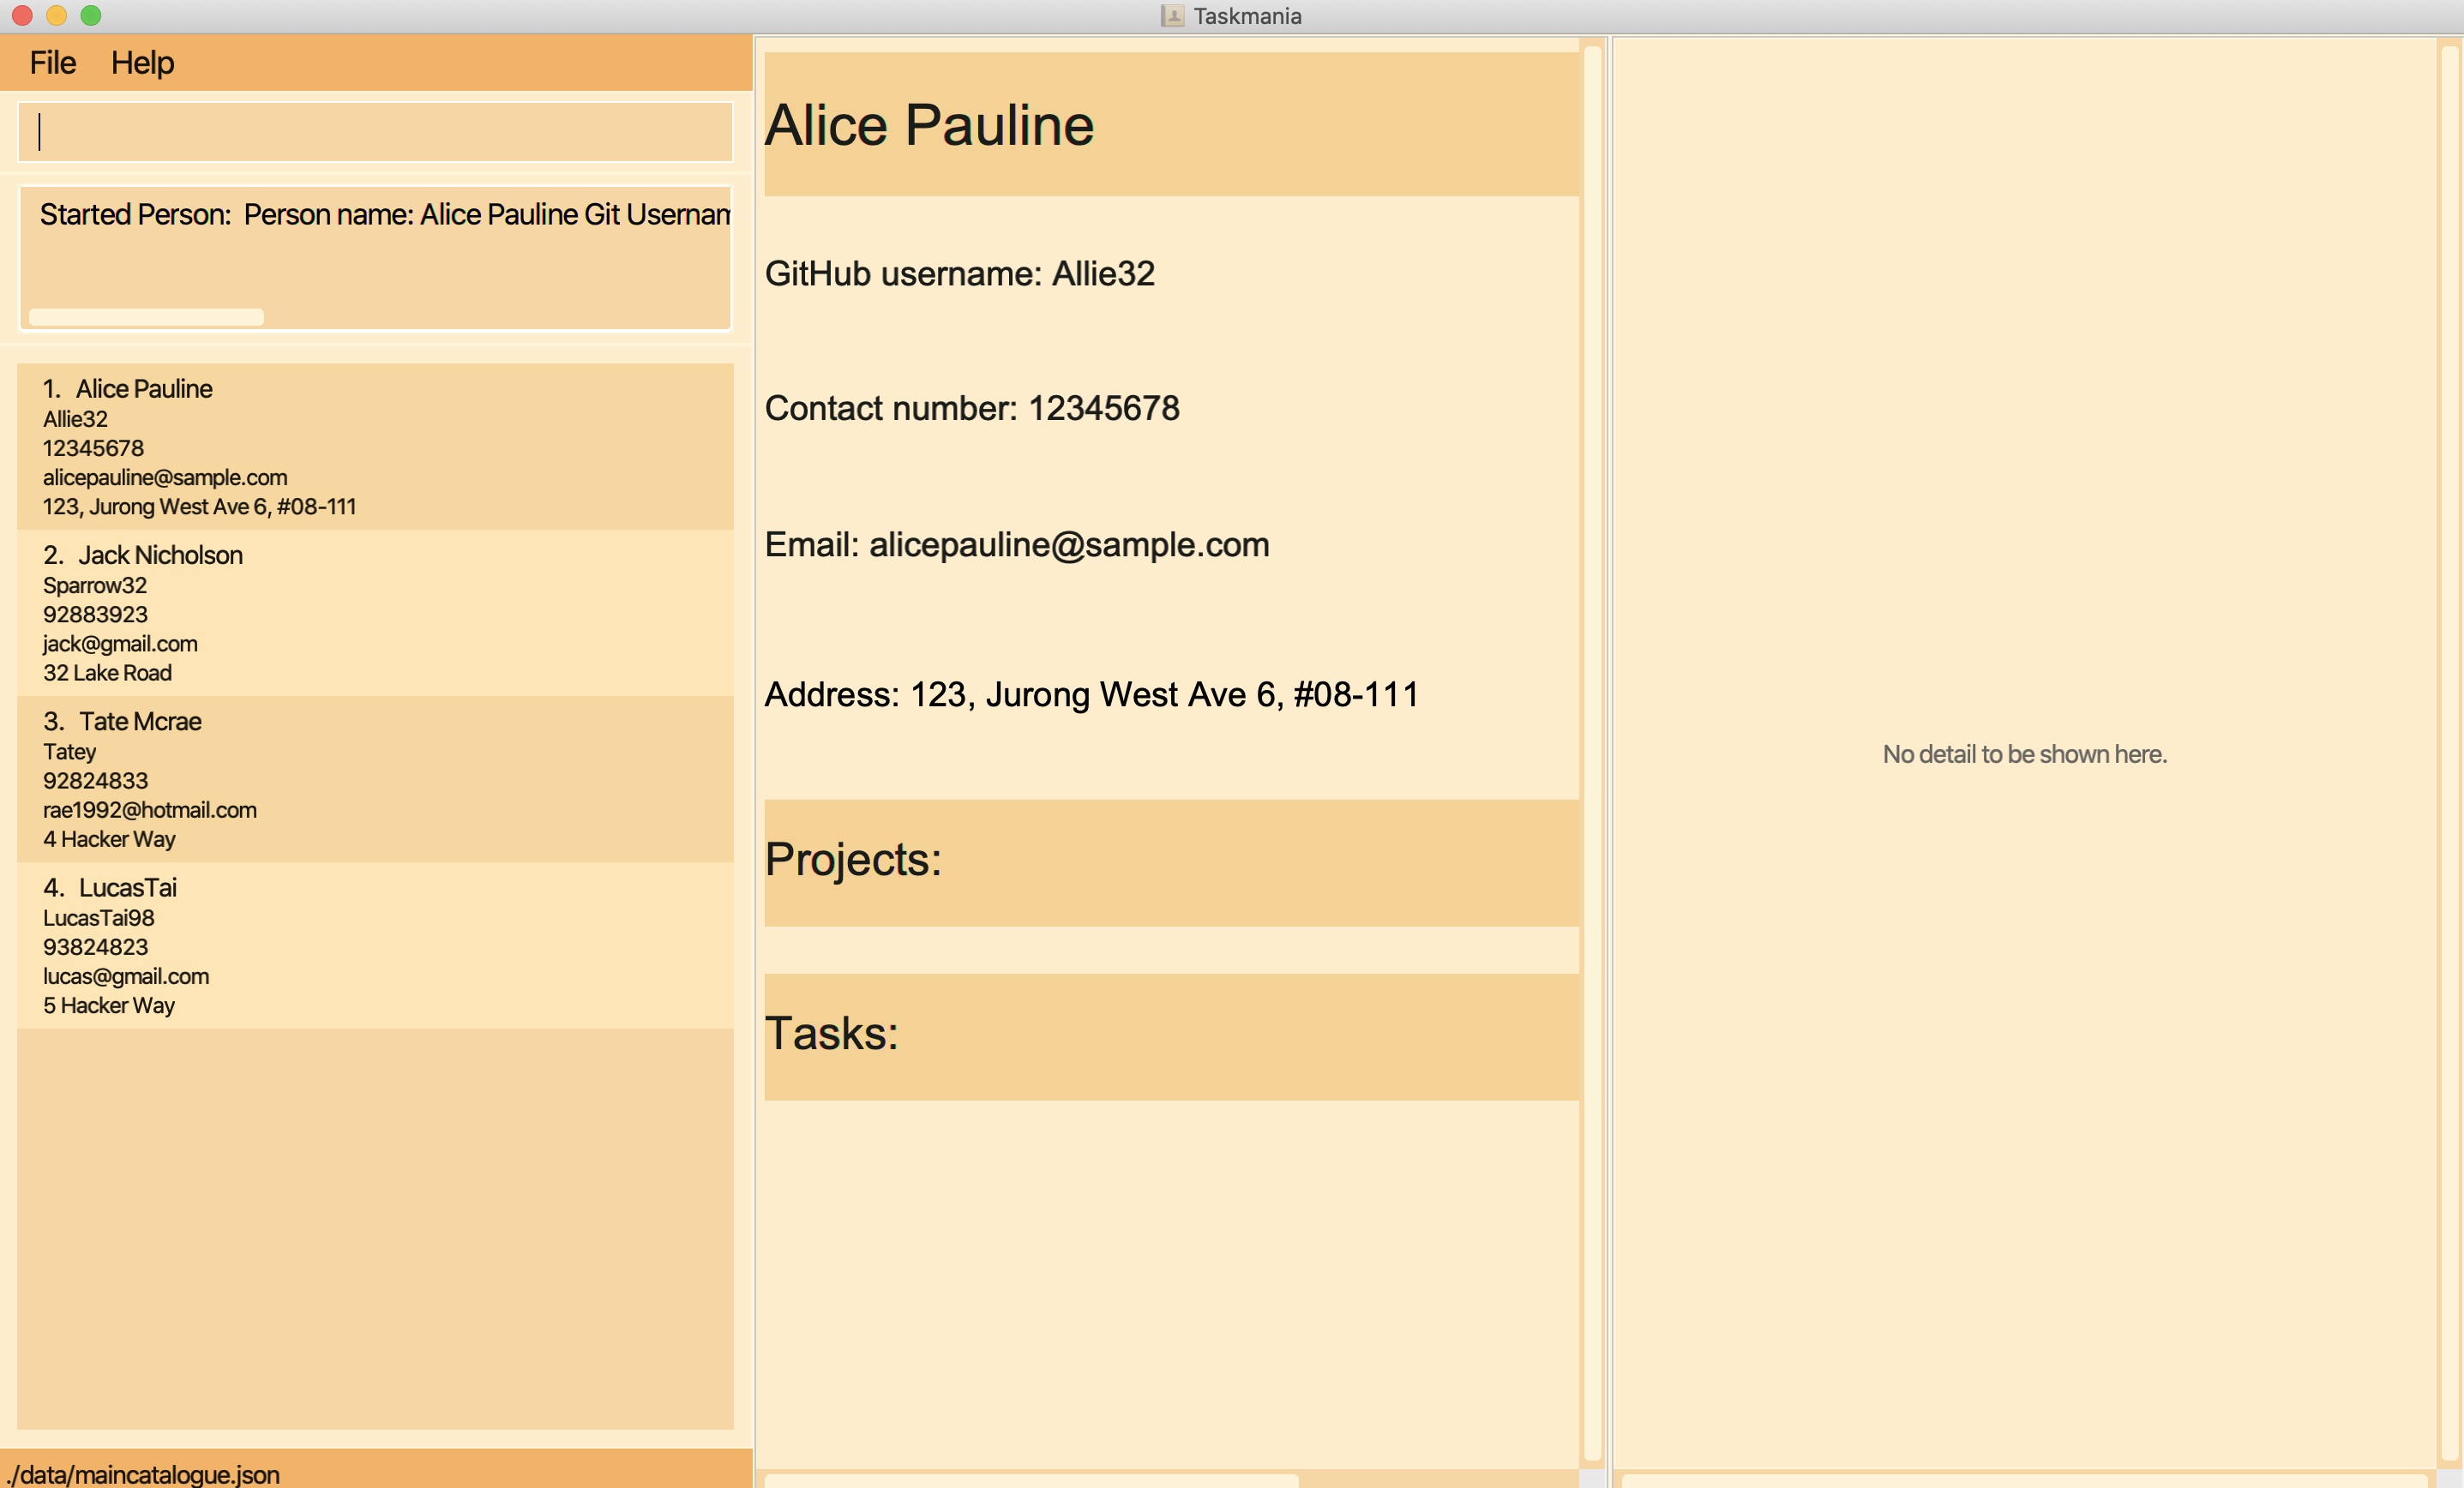 Taskmania
File Help
Started Person: Person name: Alice Pauline Git
1. Alice Pauline
Allie32
12345678
alicepauline@sample.com
123, Jurong West Ave 6, #08-111
2. Jack Nicholson
Sparrow32
92883923
jack@gmail.com
32 Lake Road
3. Tate Mcrae
Tatey
92824833
rae1992@hotmail.com
4 Hacker Way
4. LucasTai
LucasTai98
93824823
lucas@gmail.com
5 Hacker Way
./data/maincatalogue.json
Alice Pauline
GitHub username: Allie32
Contact number: 12345678
Email: alicepauline@sample.com
Address: 123, Jurong West Ave 6, #08-111
Projects:
Tasks:
No detail to be shown here.